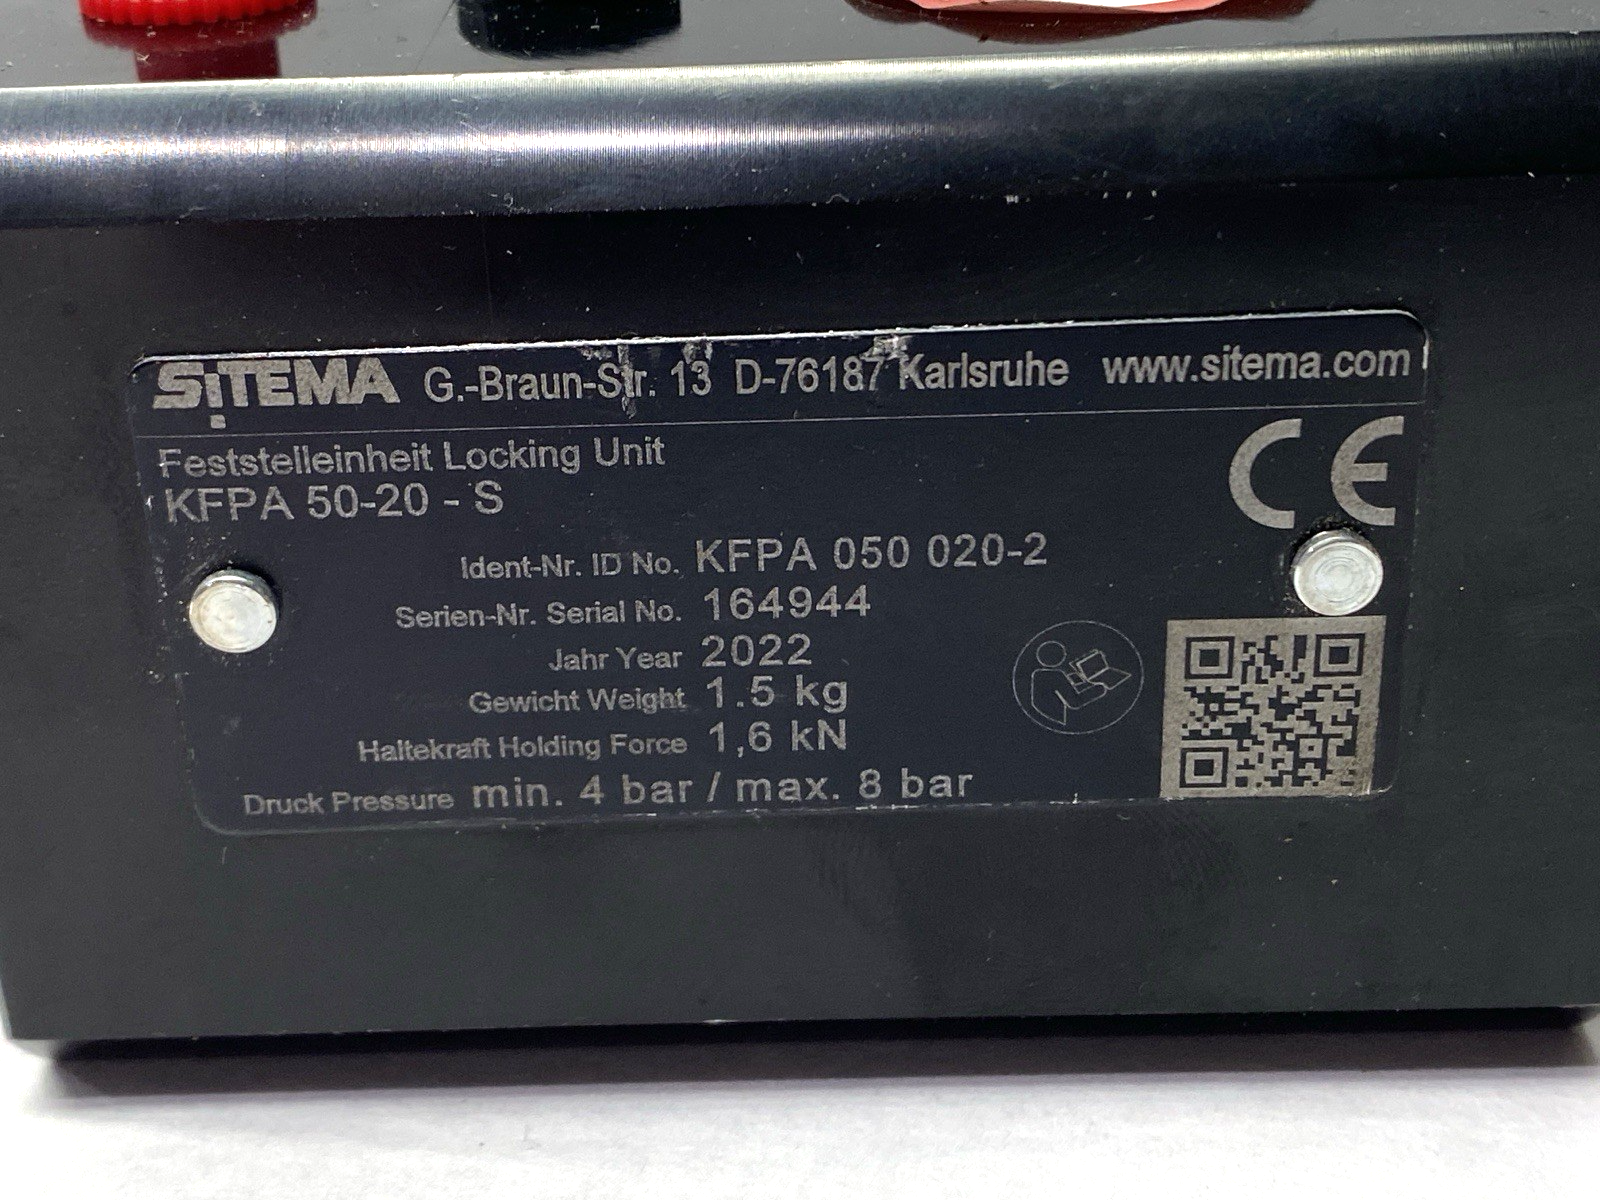 SiTEMA G.-Braun-Str. 13 D-76187 Karlsruhe www.sitema.com
Feststelleinheit Locking Unit
KFPA 50-20 - S
CE
Ident-Nr. ID No. KFPA 050 020-2
Serien-Nr. Serial No. 164944
Jahr Year 2022
Gewicht Weight 1.5 kg
Haltekraft Holding Force 1,6 kN
Druck Pressure min. 4 bar / max. 8 bar